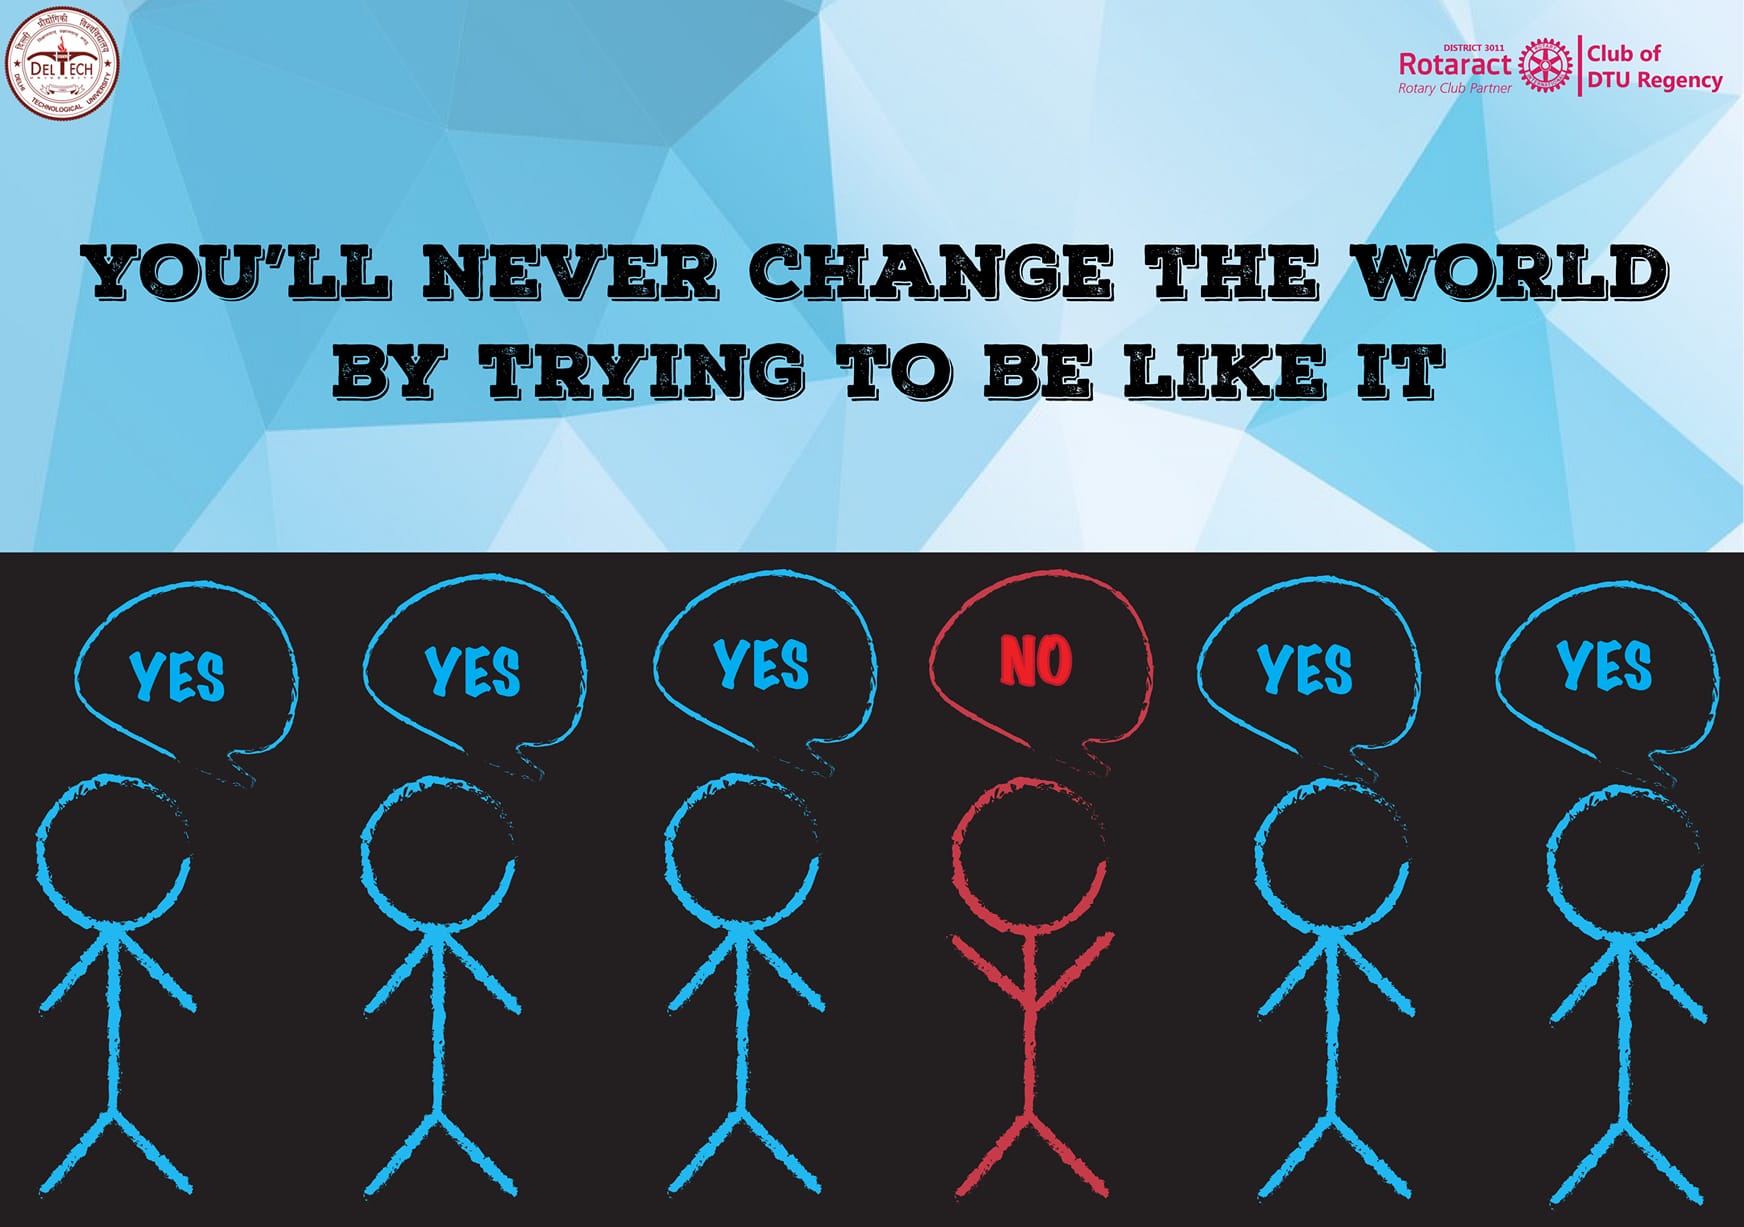 दिल्ली प्रौद्योगिकी विश्वविद्यालय
DELTECH
UNIVERSITY
DELHI TECHNOLOGICAL UNIVERSITY
DISTRICT 3011
Rotaract
Rotary Club Partner
Club of
DTU Regency
YOU'LL NEVER CHANGE THE WORLD
BY TRYING TO BE LIKE IT
YES YES YES NO YES YES